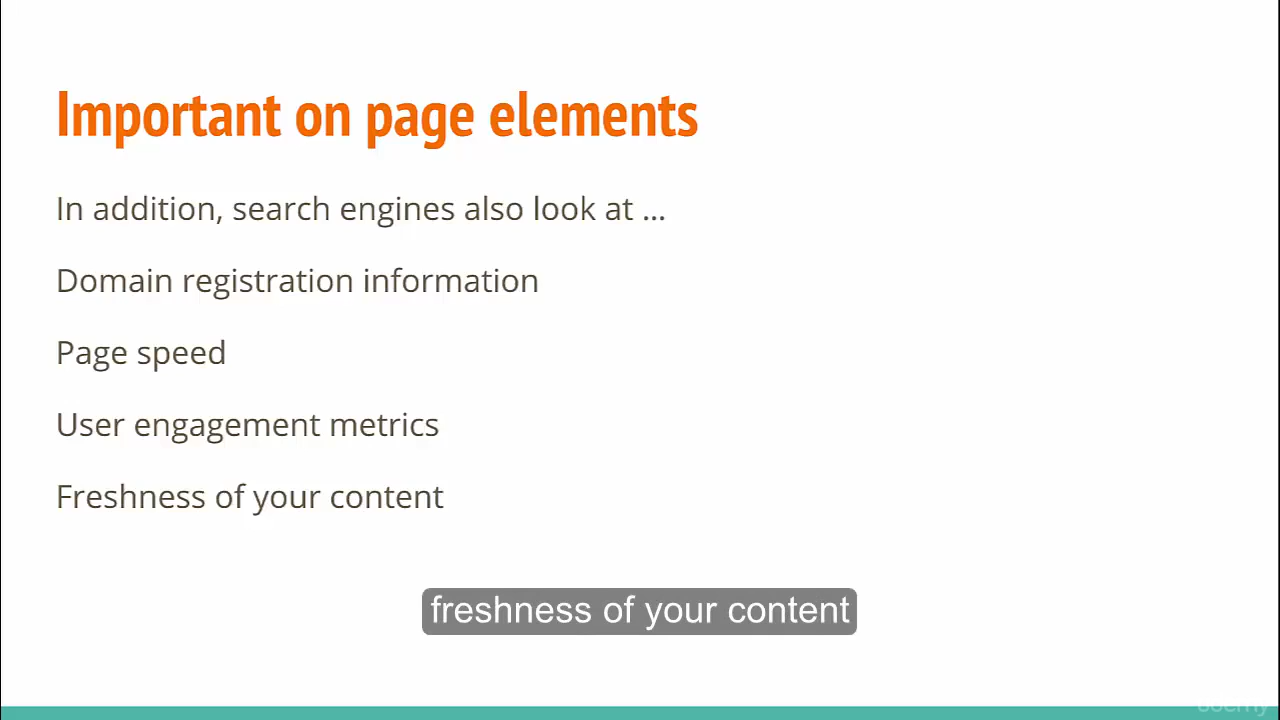 Important on page elements
In addition, search engines also look at ...
Domain registration information
Page speed
User engagement metrics
Freshness of your content
freshness of your content